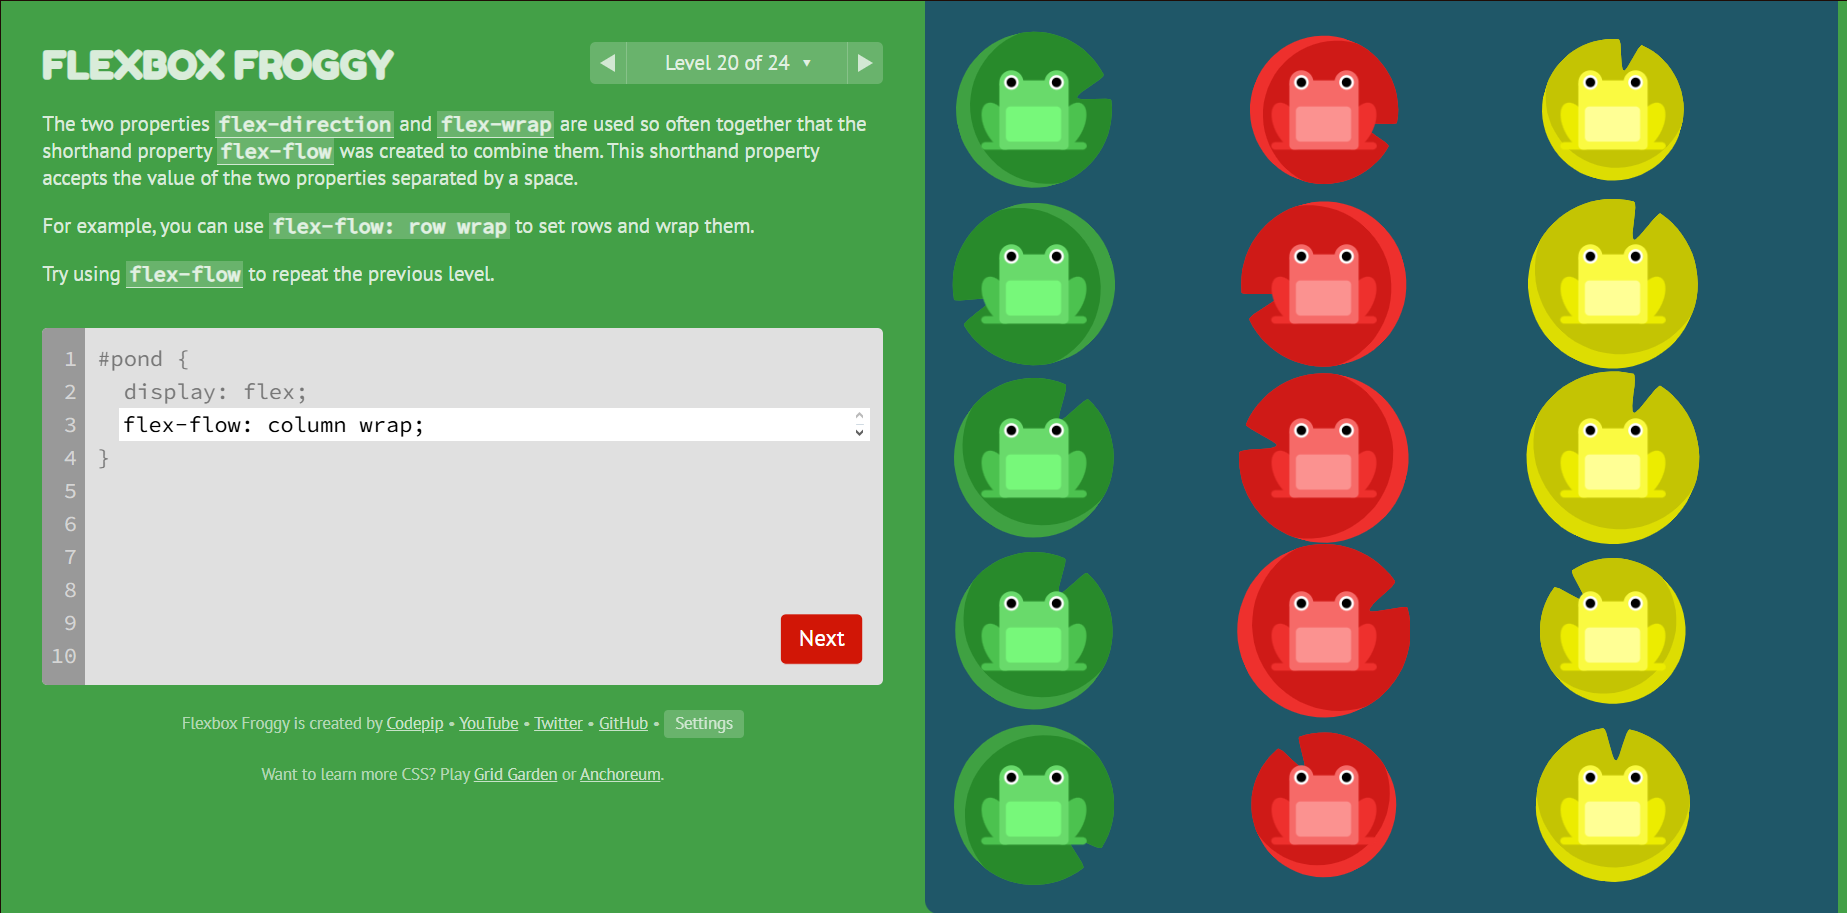 FLEXBOX FROGGY
◀ Level 20 of 24 ▼ ▶
The two properties flex-direction and flex-wrap are used so often together that the
shorthand property flex-flow was created to combine them. This shorthand property
accepts the value of the two properties separated by a space.
For example, you can use flex-flow: row wrap to set rows and wrap them.
Try using flex-flow to repeat the previous level.
1 #pond {
2 display: flex;
3 flex-flow: column wrap;
4 }
5
6
7
8
9
10
Next
Flexbox Froggy is created by Codepip • YouTube • Twitter • GitHub • Settings
Want to learn more CSS? Play Grid Garden or Anchoreum.